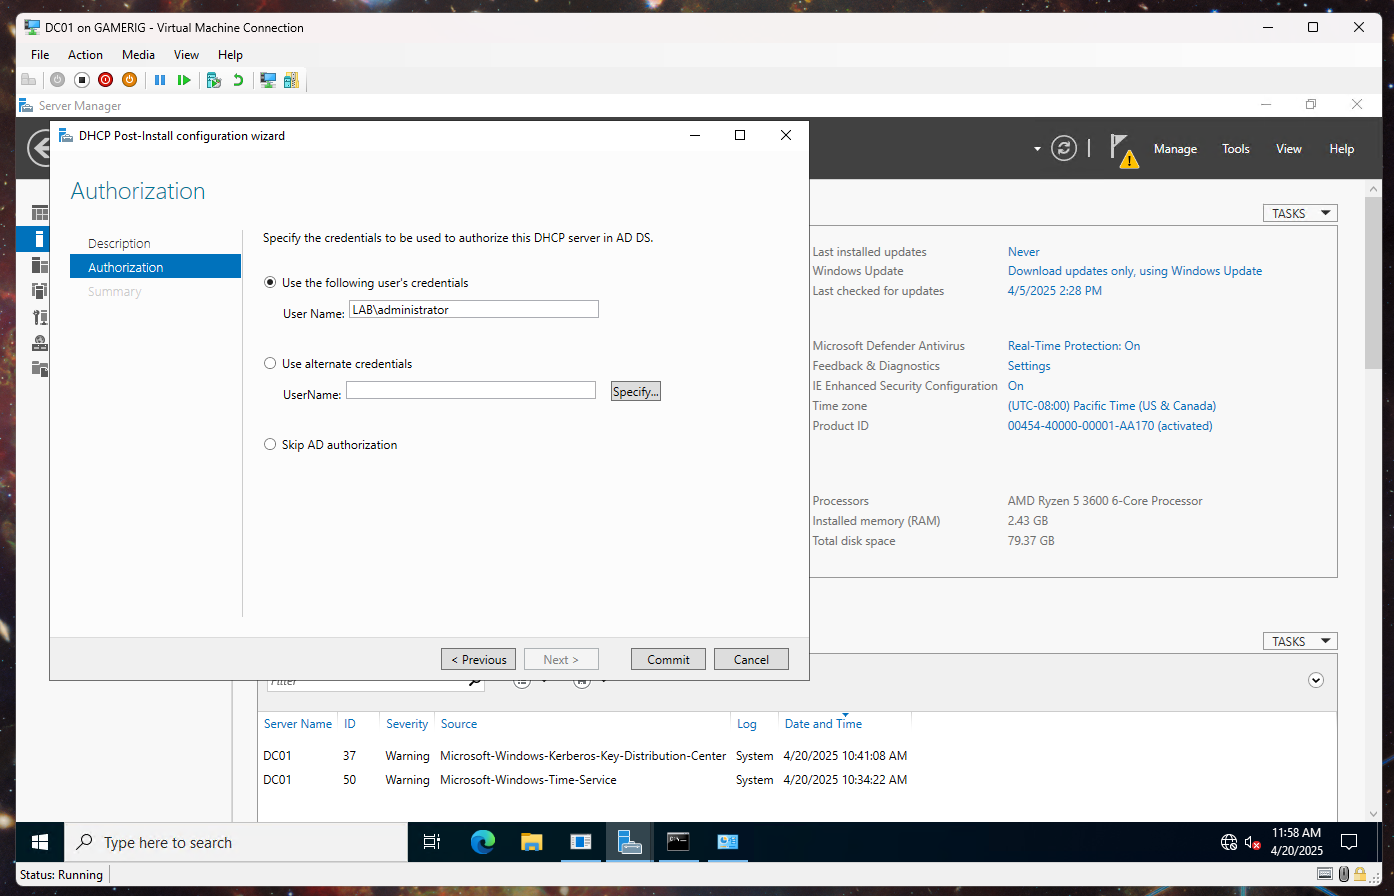 DC01 on GAMERIG - Virtual Machine Connection
File Action Media View Help
Server Manager
DHCP Post-Install configuration wizard
Manage Tools View Help
Authorization
TASKS
Description
Authorization
Summary
Specify the credentials to be used to authorize this DHCP server in AD DS.
Use the following user's credentials
User Name: LAB\administrator
Use alternate credentials
UserName: Specify...
Skip AD authorization
< Previous Next > Commit Cancel
Last installed updates Never
Windows Update Download updates only, using Windows Update
Last checked for updates 4/5/2025 2:28 PM
Microsoft Defender Antivirus Real-Time Protection: On
Feedback & Diagnostics Settings
IE Enhanced Security Configuration On
Time zone (UTC-08:00) Pacific Time (US & Canada)
Product ID 00454-40000-00001-AA170 (activated)
Processors AMD Ryzen 5 3600 6-Core Processor
Installed memory (RAM) 2.43 GB
Total disk space 79.37 GB
TASKS
Filter
Server Name ID Severity Source Log Date and Time
DC01 37 Warning Microsoft-Windows-Kerberos-Key-Distribution-Center System 4/20/2025 10:41:08 AM
DC01 50 Warning Microsoft-Windows-Time-Service System 4/20/2025 10:34:22 AM
Type here to search
11:58 AM
4/20/2025
Status: Running